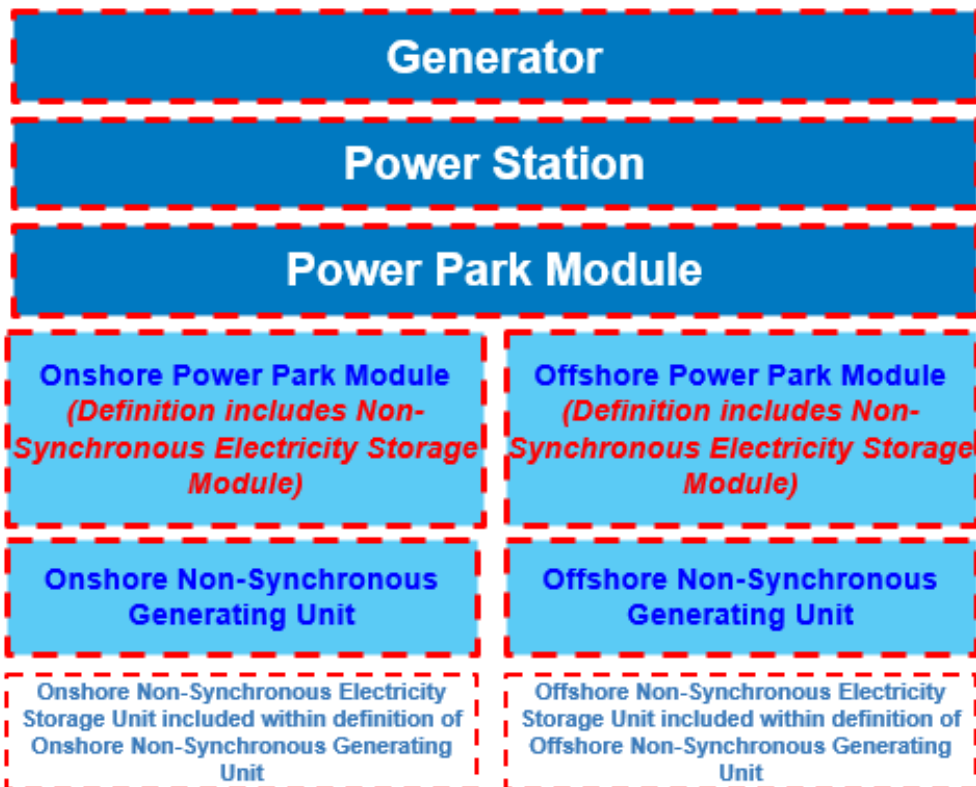 Generator
Power Station
Power Park Module
Onshore Power Park Module
(Definition includes Non-
Synchronous Electricity Storage
Module)
Offshore Power Park Module
(Definition includes Non-
Synchronous Electricity Storage
Module)
Onshore Non-Synchronous
Generating Unit
Offshore Non-Synchronous
Generating Unit
Onshore Non-Synchronous Electricity
Storage Unit included within definition of
Onshore Non-Synchronous Generating
Unit
Offshore Non-Synchronous Electricity
Storage Unit included within definition of
Offshore Non-Synchronous Generating
Unit